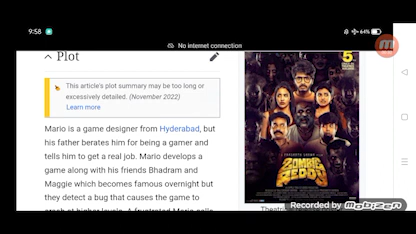 9:58
64%
No internet connection
Plot
This article's plot summary may be too long or
excessively detailed. (November 2022)
Learn more
Mario is a game designer from Hyderabad, but
his father berates him for being a gamer and
tells him to get a real job. Mario develops a
game along with his friends Bhadram and
Maggie which becomes famous overnight but
they detect a bug that causes the game to
5
ZOMBIE
REDDY
Recorded by MOBIZEN